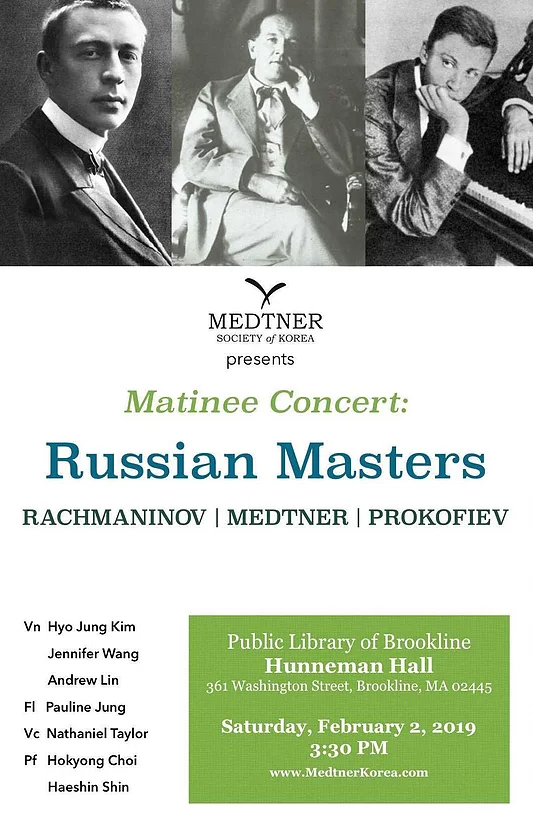 MEDTNER
SOCIETY of KOREA
presents
Matinee Concert:
Russian Masters
RACHMANINOV | MEDTNER | PROKOFIEV
Vn Hyo Jung Kim
Jennifer Wang
Andrew Lin
Fl Pauline Jung
Vc Nathaniel Taylor
Pf Hokyong Choi
Haeshin Shin
Public Library of Brookline
Hunneman Hall
361 Washington Street, Brookline, MA 02445
Saturday, February 2, 2019
3:30 PM
www.MedtnerKorea.com